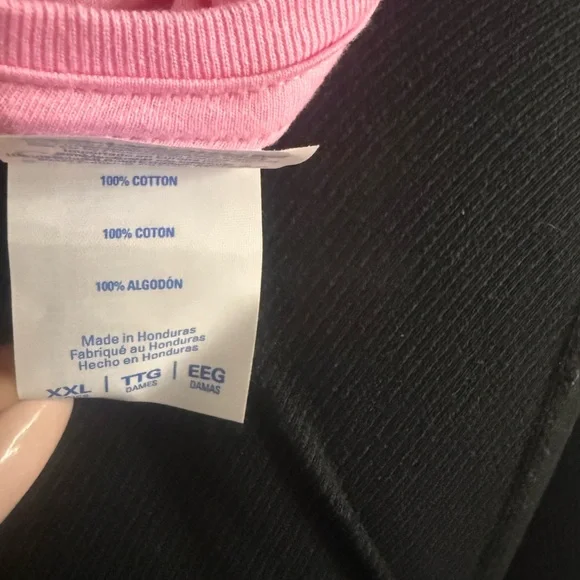 100% COTTON
100% COTON
100% ALGODÓN
Made in Honduras
Fabriqué au Honduras
Hecho en Honduras
XXL | TTG | EEG
DAMES DAMAS